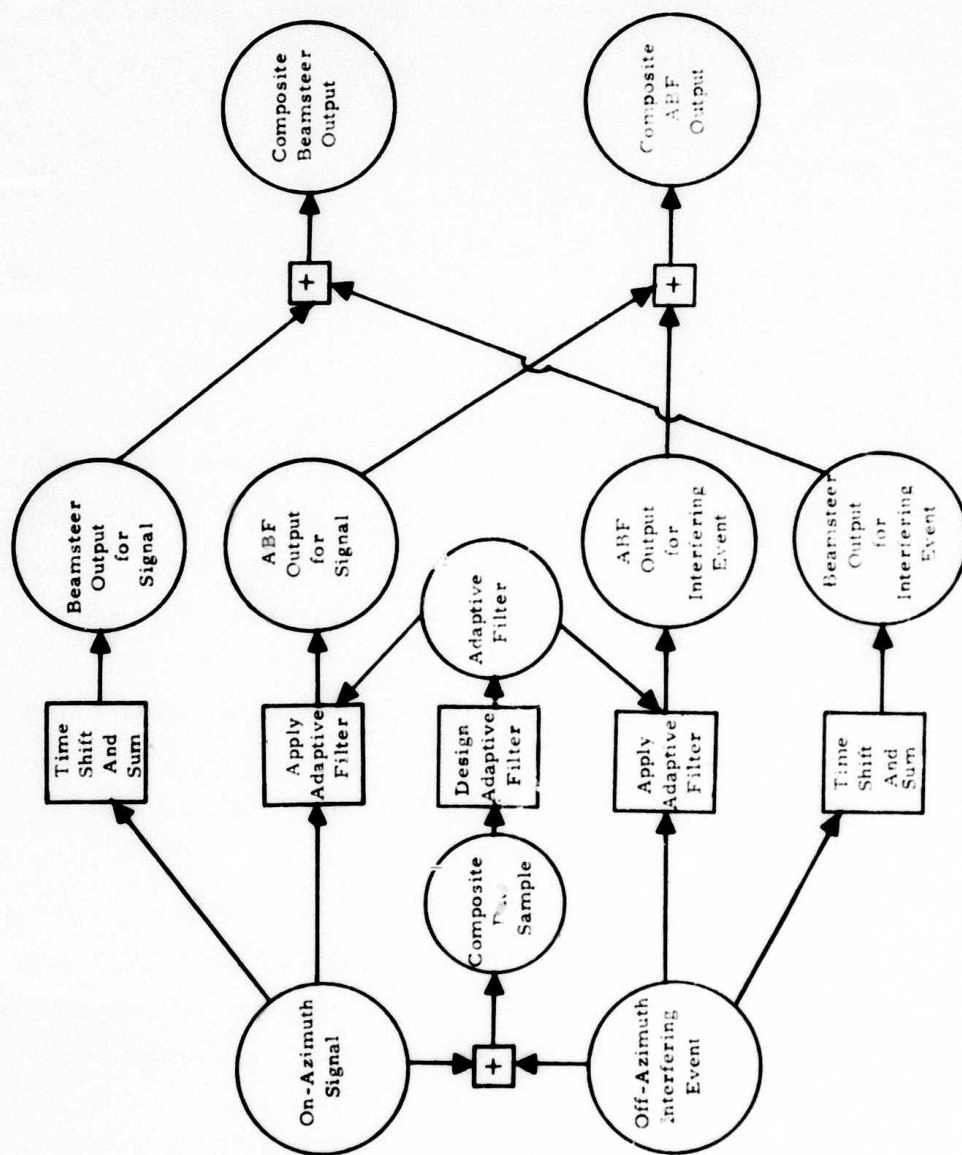 On-Azimuth
Signal
+
Off-Azimuth
Interfering
Event
Composite
Sample
Time
Shift
And
Sum
Apply
Adaptive
Filter
Design
Adaptive
Filter
Apply
Adaptive
Filter
Time
Shift
And
Sum
Adaptive
Filter
Beamsteer
Output
for
Signal
ABF
Output
for
Signal
ABF
Output
for
Interfering
Event
Beamsteer
Output
for
Interfering
Event
+
+
Composite
Beamsteer
Output
Composite
ABF
Output